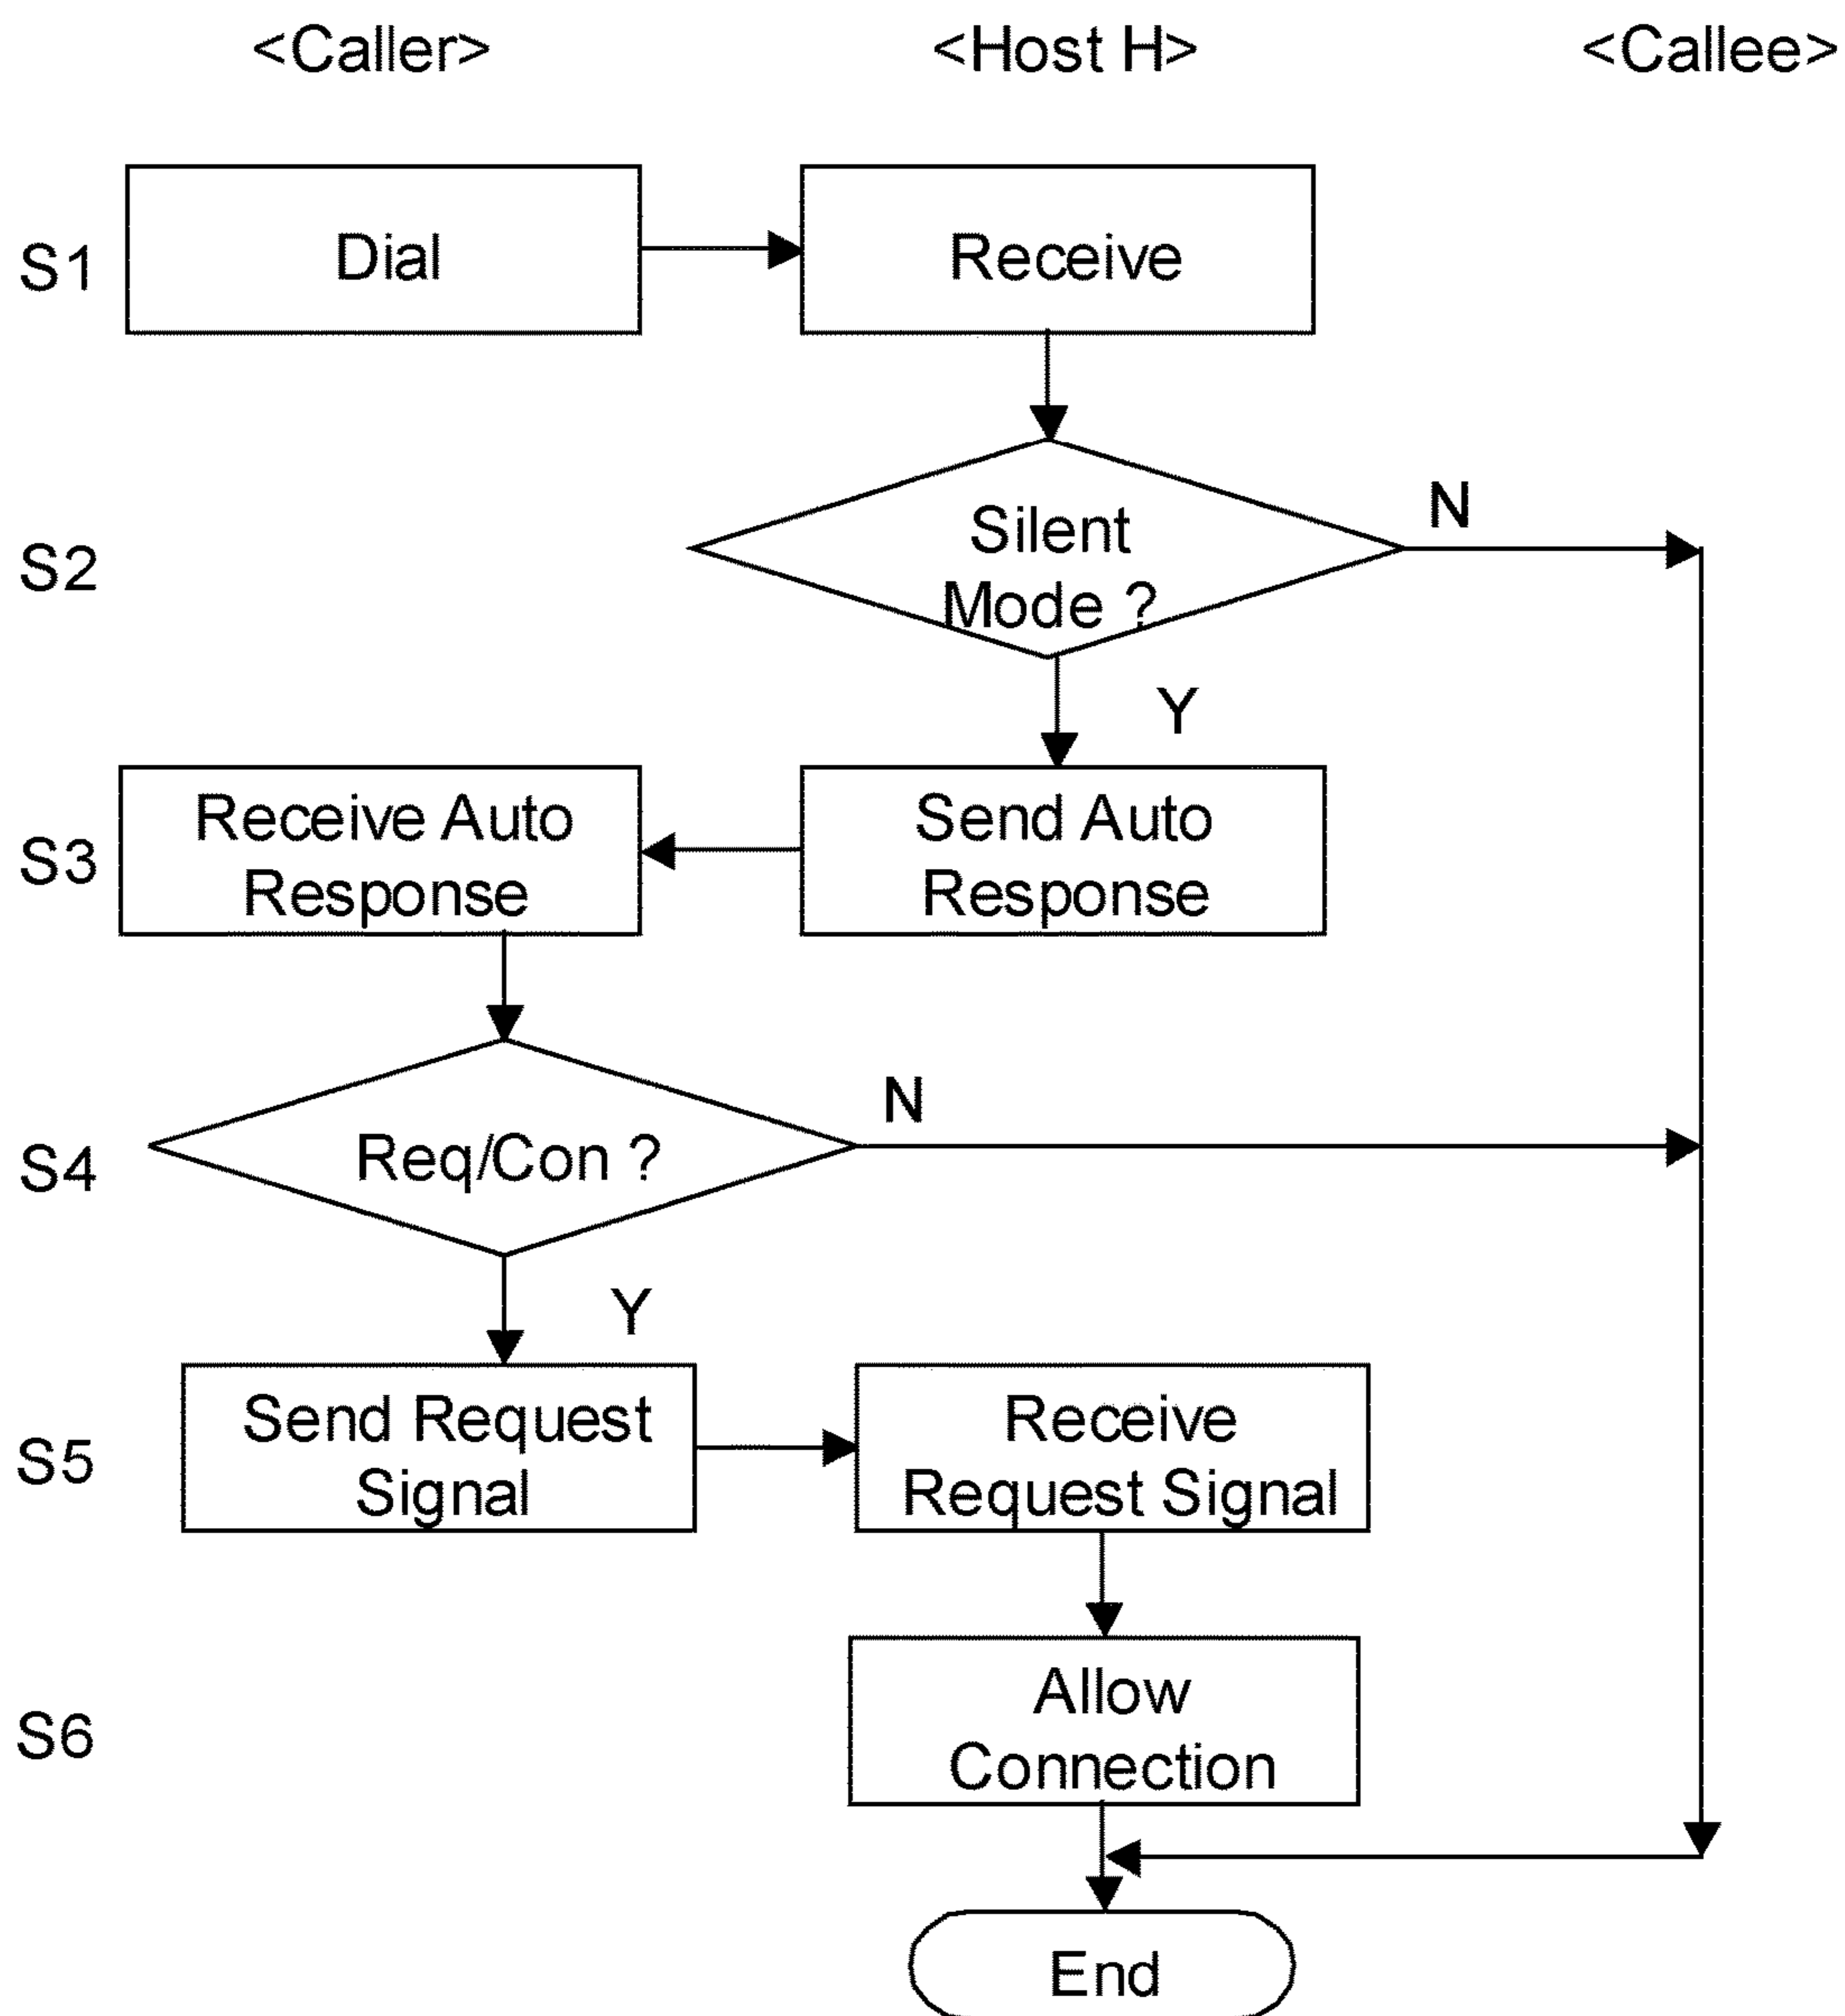 <Caller>
<Host H>
<Callee>
S1
Dial
Receive
S2
Silent
Mode ?
N
Y
S3
Receive Auto
Response
Send Auto
Response
S4
Req/Con ?
N
Y
S5
Send Request
Signal
Receive
Request Signal
S6
Allow
Connection
End